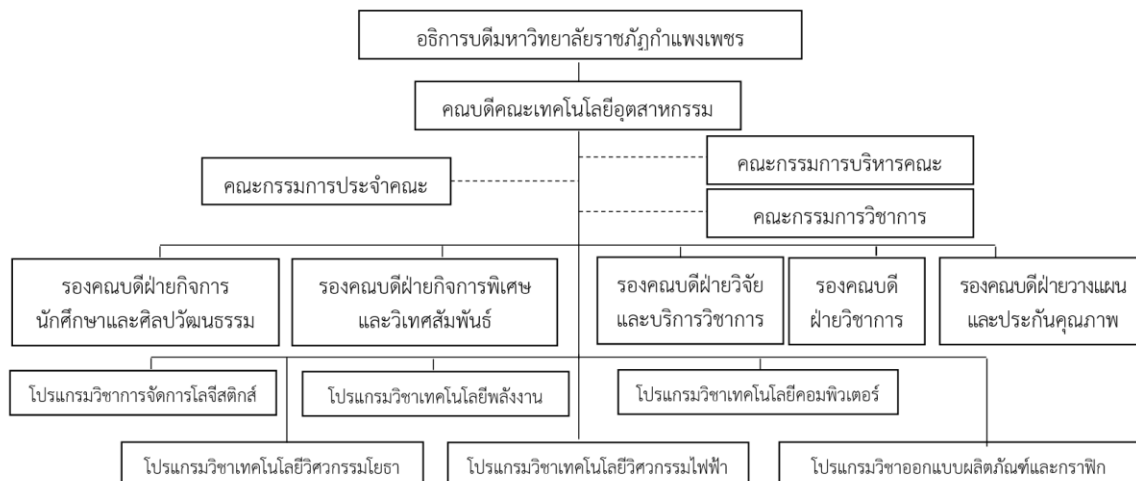 อธิการบดีมหาวิทยาลัยราชภัฏกำแพงเพชร
คณบดีคณะเทคโนโลยีอุตสาหกรรม
คณะกรรมการบริหารคณะ
คณะกรรมการประจำคณะ
คณะกรรมการวิชาการ
รองคณบดีฝ่ายกิจการ
นักศึกษาและศิลปวัฒนธรรม
รองคณบดีฝ่ายกิจการพิเศษ
และวิเทศสัมพันธ์
รองคณบดีฝ่ายวิจัย
และบริการวิชาการ
รองคณบดี
ฝ่ายวิชาการ
รองคณบดีฝ่ายวางแผน
และประกันคุณภาพ
โปรแกรมวิชาการจัดการโลจีสติกส์
โปรแกรมวิชาเทคโนโลยีพลังงาน
โปรแกรมวิชาเทคโนโลยีคอมพิวเตอร์
โปรแกรมวิชาเทคโนโลยีวิศวกรรมโยธา
โปรแกรมวิชาเทคโนโลยีวิศวกรรมไฟฟ้า
โปรแกรมวิชาออกแบบผลิตภัณฑ์และกราฟิก